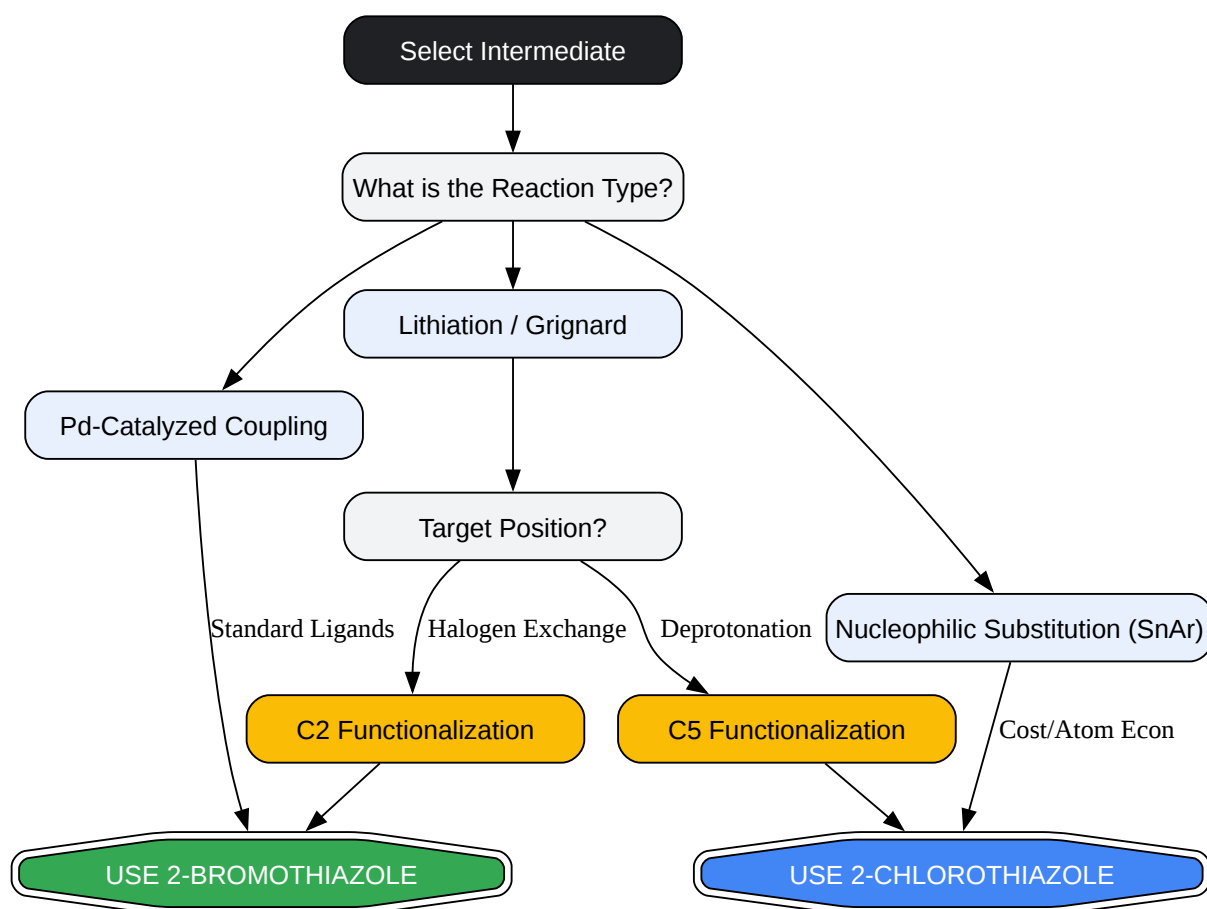 Select Intermediate
What is the Reaction Type?
Lithiation / Grignard
Pd-Catalyzed Coupling
Target Position?
Standard Ligands
Halogen Exchange
Deprotonation
Nucleophilic Substitution (SnAr)
C2 Functionalization
C5 Functionalization
Cost/Atom Econ
USE 2-BROMOTHIAZOLE
USE 2-CHLOROTHIAZOLE